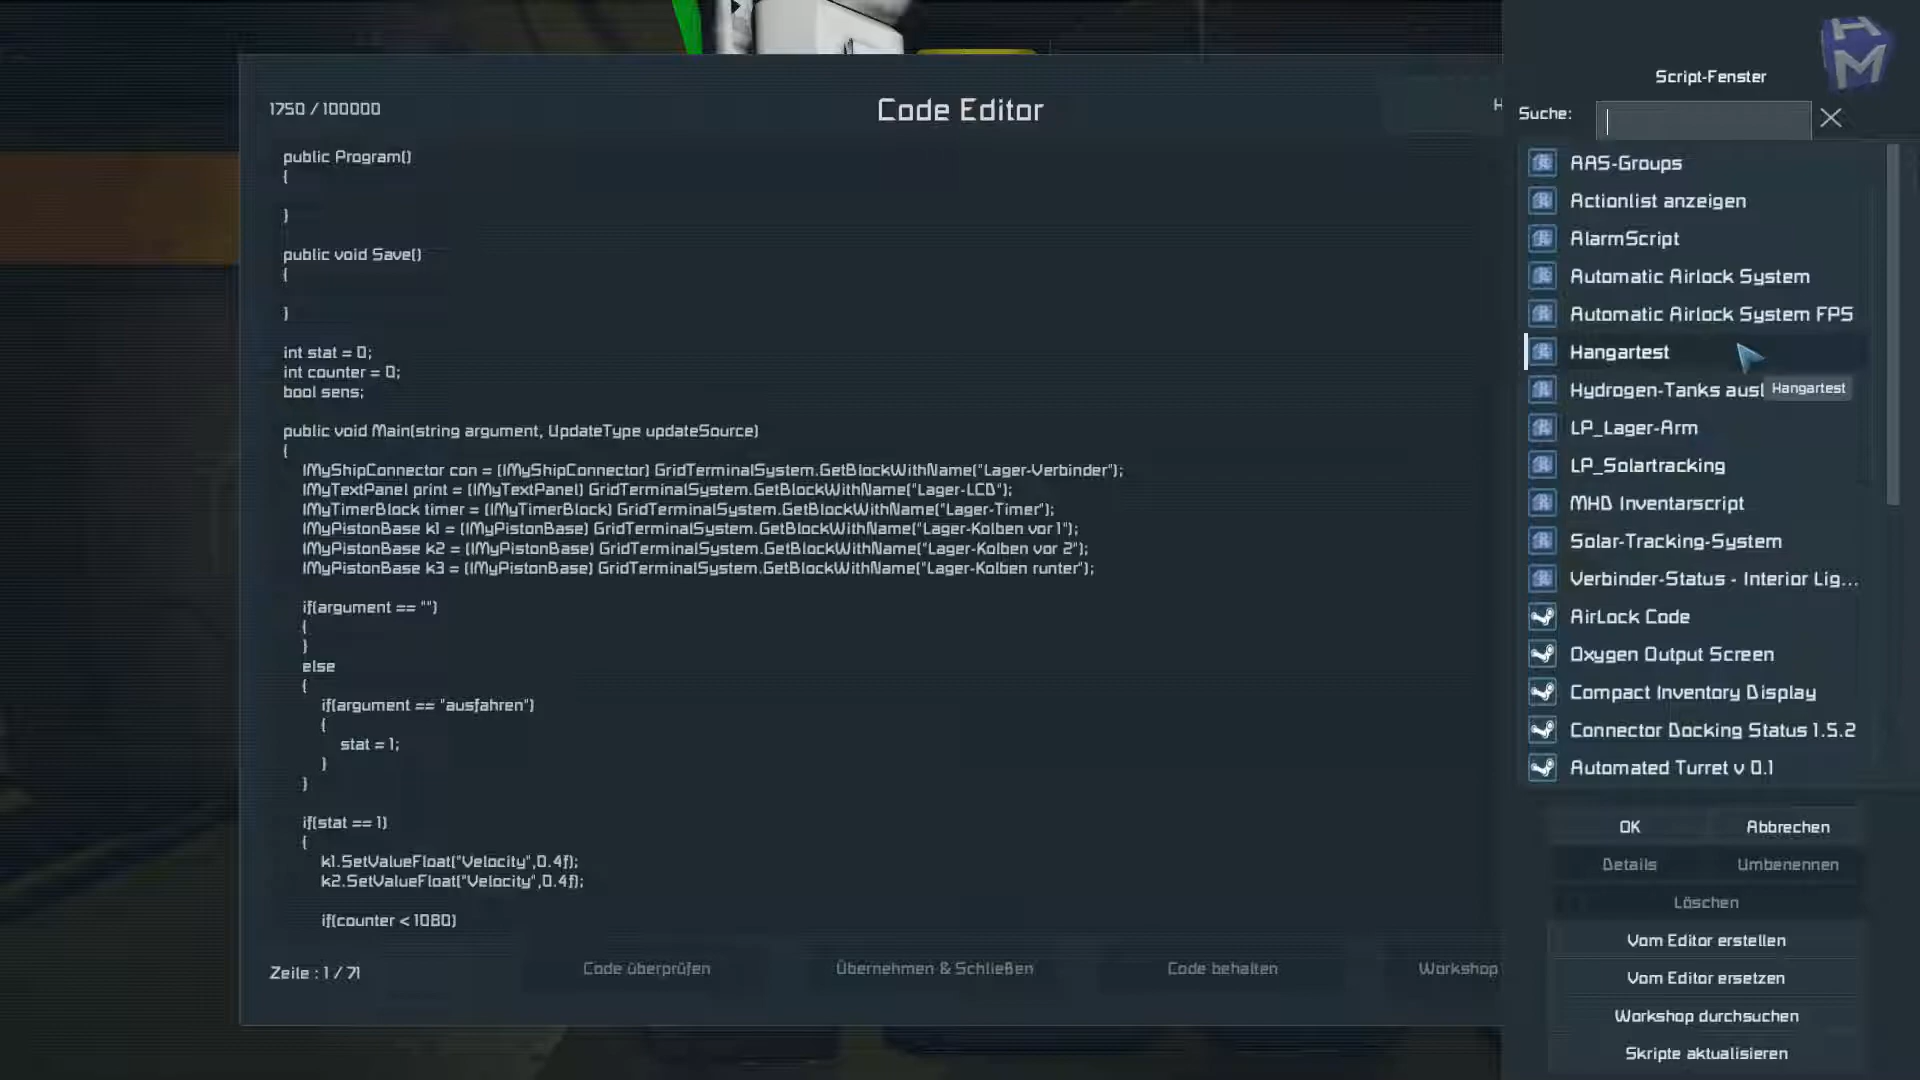 1750 / 100000
Code Editor
public Program()
{
}
public void Save()
{
}
int stat = 0;
int counter = 0;
bool sens;
public void Main(string argument, UpdateType updateSource)
{
IMyShipConnector con = (IMyShipConnector) GridTerminalSystem.GetBlockWithName("Lager-Verbinder");
IMyTextPanel print = (IMyTextPanel) GridTerminalSystem.GetBlockWithName("Lager-LCD");
IMyTimerBlock timer = (IMyTimerBlock) GridTerminalSystem.GetBlockWithName("Lager-Timer");
IMyPistonBase k1 = (IMyPistonBase) GridTerminalSystem.GetBlockWithName("Lager-Kolben vor 1");
IMyPistonBase k2 = (IMyPistonBase) GridTerminalSystem.GetBlockWithName("Lager-Kolben vor 2");
IMyPistonBase k3 = (IMyPistonBase) GridTerminalSystem.GetBlockWithName("Lager-Kolben runter");
if(argument == "")
{
}
else
{
if(argument == "ausfahren")
{
stat = 1;
}
}
if(stat == 1)
{
k1.SetValueFloat("Velocity",0.4f);
k2.SetValueFloat("Velocity",0.4f);
if(counter < 1080)
Zeile : 1 / 71
Code überprüfen
Übernehmen & Schließen
Code behalten
Workshop
HM
Script-Fenster
Suche:
AAS-Groups
Actionlist anzeigen
AlarmScript
Automatic Airlock System
Automatic Airlock System FPS
Hangartest
Hydrogen-Tanks aus
Hangartest
LP_Lager-Arm
LP_Solartracking
MHD Inventarscript
Solar-Tracking-System
Verbinder-Status - Interior Lig...
AirLock Code
Oxygen Output Screen
Compact Inventory Display
Connector Docking Status 1.5.2
Automated Turret v 0.1
OK
Abbrechen
Details
Umbenennen
Löschen
Vom Editor erstellen
Vom Editor ersetzen
Workshop durchsuchen
Skripte aktualisieren